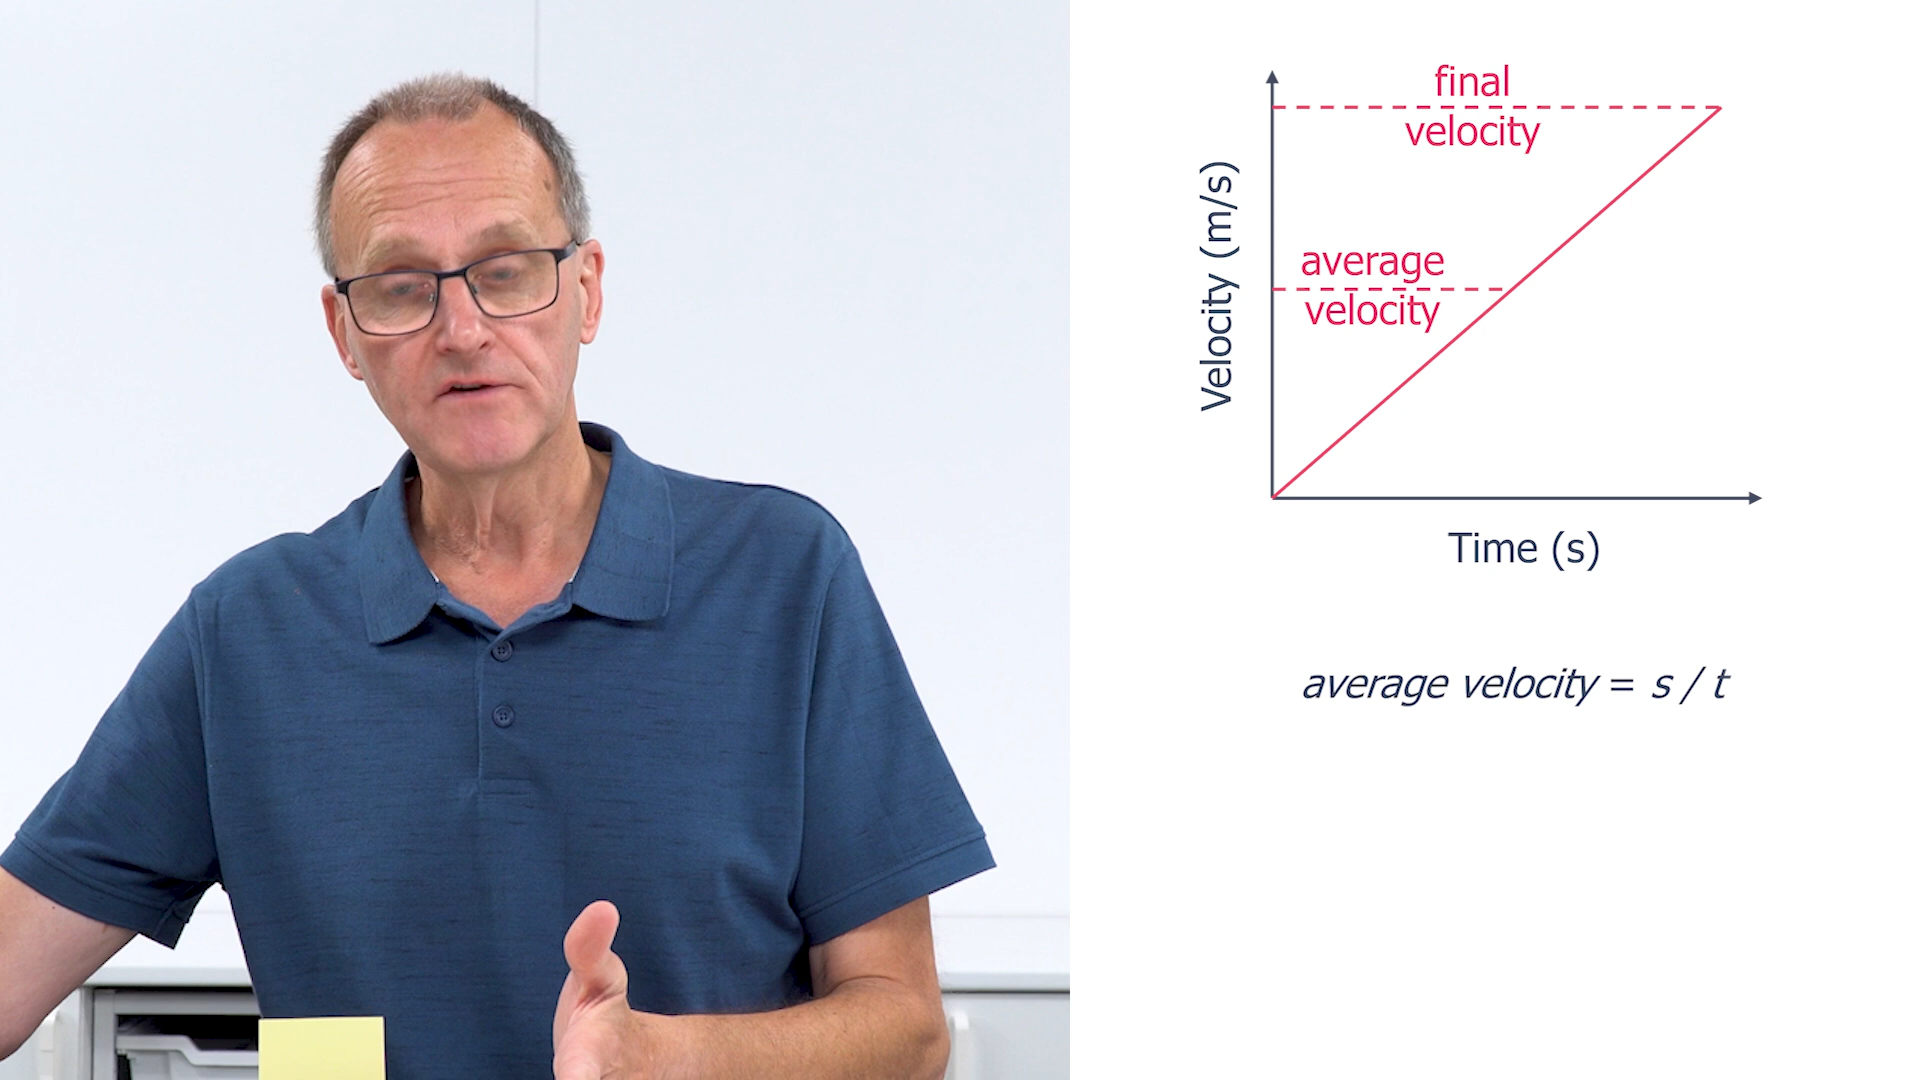 final
velocity
average
velocity
Velocity (m/s)
Time (s)
average velocity = s / t